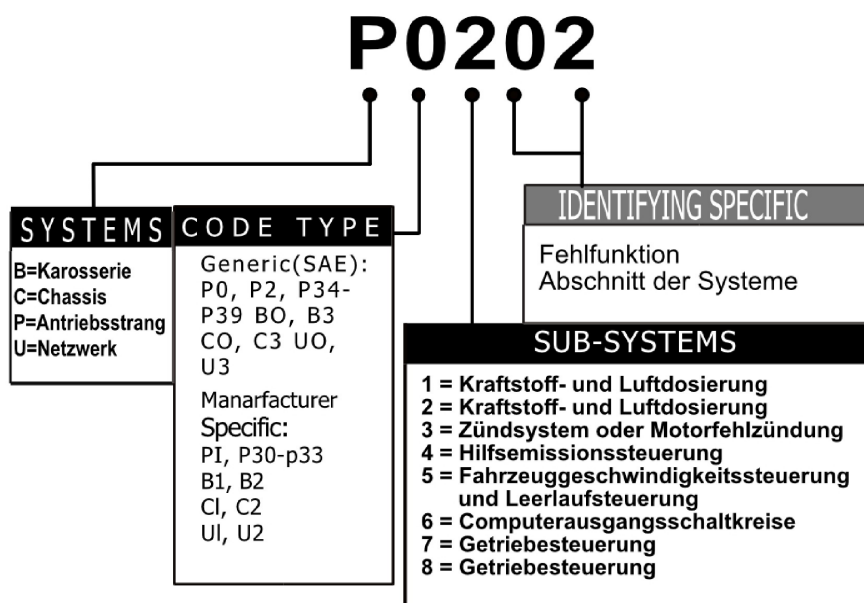 P0202
SYSTEMS
B=Karosserie
C=Chassis
P=Antriebsstrang
U=Netzwerk
CODE TYPE
Generic(SAE):
P0, P2, P34-
P39 BO, B3
CO, C3 UO,
U3
Manarfacturer
Specific:
PI, P30-p33
B1, B2
Cl, C2
Ul, U2
IDENTIFYING SPECIFIC
Fehlfunktion
Abschnitt der Systeme
SUB-SYSTEMS
1 = Kraftstoff- und Luftdosierung
2 = Kraftstoff- und Luftdosierung
3 = Zündsystem oder Motorfehlzündung
4 = Hilfsemissionssteuerung
5 = Fahrzeuggeschwindigkeitssteuerung
und Leerlaufsteuerung
6 = Computerausgangsschaltkreise
7 = Getriebesteuerung
8 = Getriebesteuerung